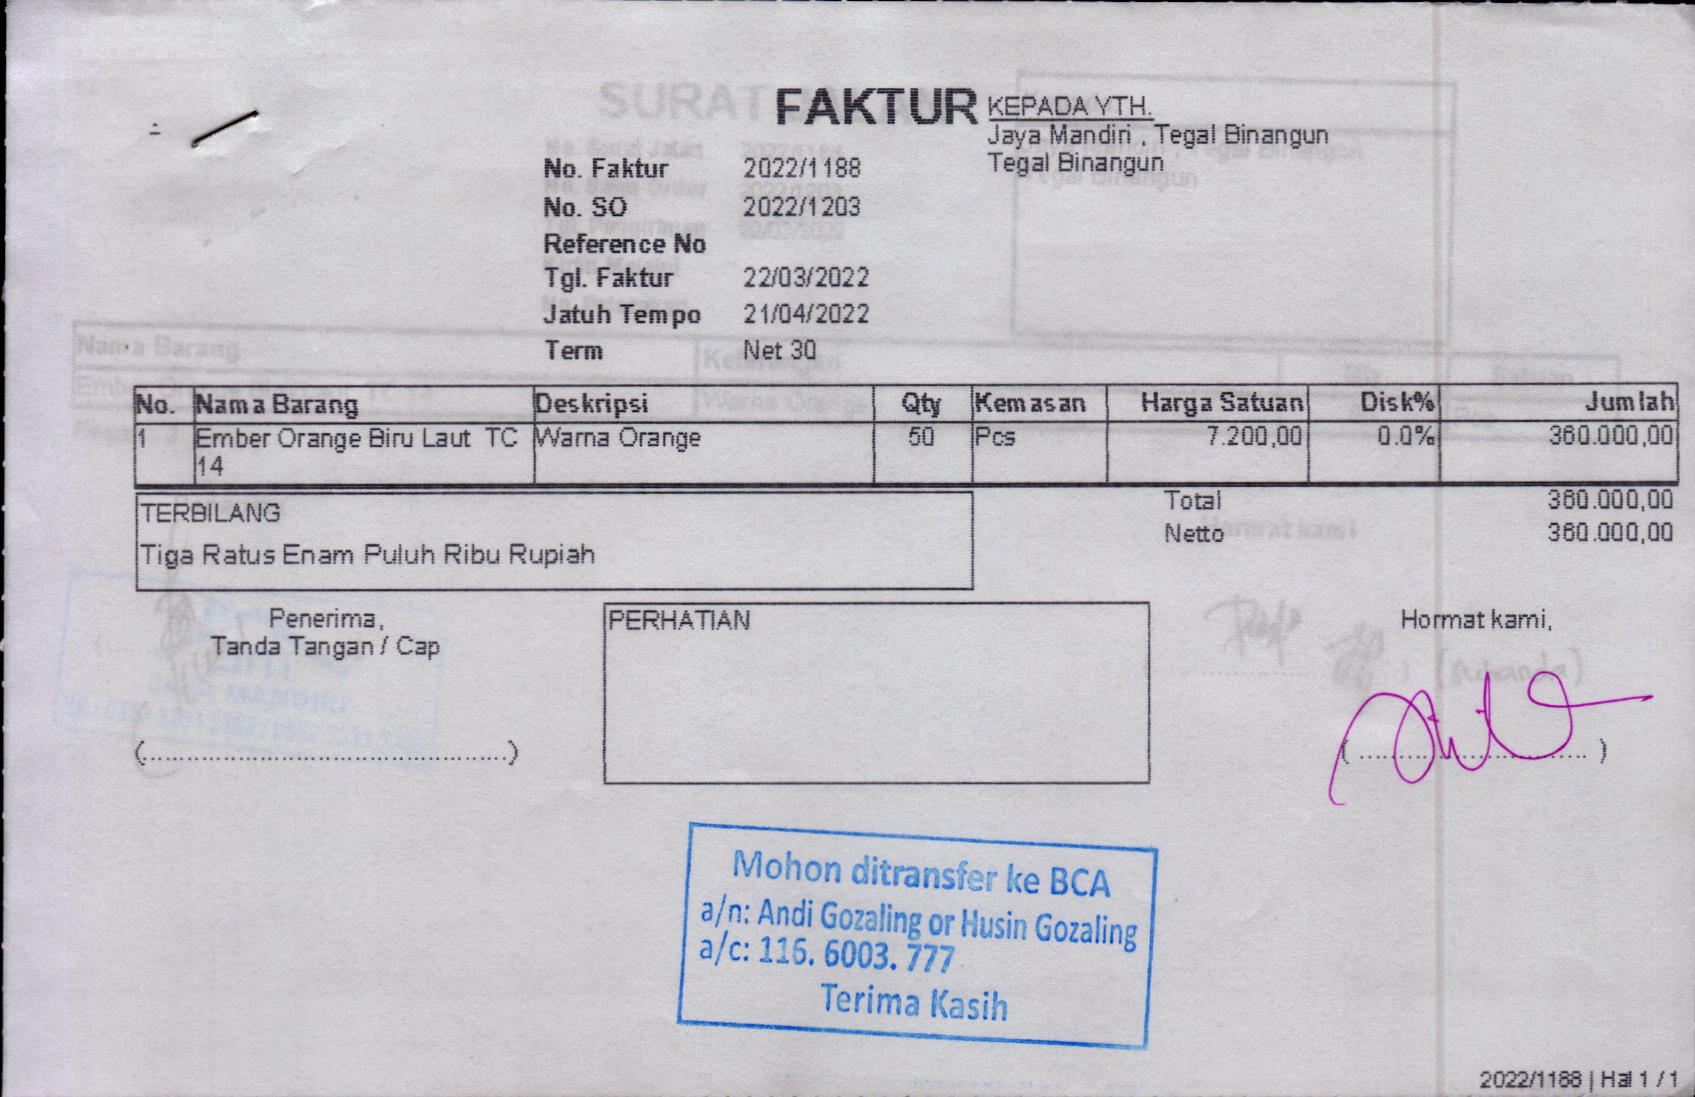 FAKTUR
KEPADA YTH.
Jaya Mandiri , Tegal Binangun
Tegal Binangun
No. Faktur 2022/1188
No. SO 2022/1203
Reference No
Tgl. Faktur 22/03/2022
Jatuh Tempo 21/04/2022
Term Net 30
No. Nama Barang Deskripsi Qty Kemasan Harga Satuan Disk% Jumlah
1 Ember Orange Biru Laut TC Warna Orange 50 Pcs 7.200,00 0.0% 360.000,00
14
Total 360.000,00
Netto 360.000,00
TERBILANG
Tiga Ratus Enam Puluh Ribu Rupiah
Penerima,
Tanda Tangan / Cap
(................................................)
PERHATIAN
Hormat kami,
( ............................... )
Mohon ditransfer ke BCA
a/n: Andi Gozaling or Husin Gozaling
a/c: 116. 6003. 777
Terima Kasih
2022/1188 | Hal 1 / 1